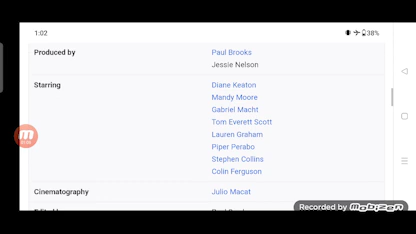 1:02
38%
Produced by
Paul Brooks
Jessie Nelson
Starring
Diane Keaton
Mandy Moore
Gabriel Macht
Tom Everett Scott
Lauren Graham
Piper Perabo
Stephen Collins
Colin Ferguson
Cinematography
Julio Macat
Recorded by Mobizen